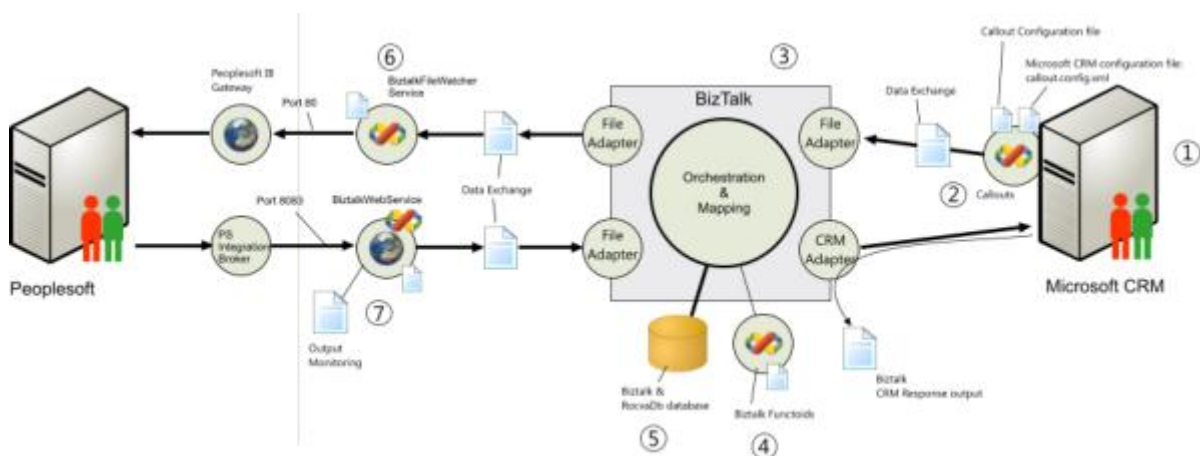 ⑥
Peoplesoft IB
Gateway
Port 80
BiztalkFileWatcher
Service
③
BizTalk
File
Adapter
File
Adapter
Data Exchange
Callout Configuration file
Microsoft CRM configuration file:
callout.config.xml
①
②
Callouts
Orchestration
&
Mapping
Data Exchange
Port 8080
BiztalkWebService
PS
Integration
Broker
File
Adapter
CRM
Adapter
Peoplesoft
Microsoft CRM
⑦
Output
Monitoring
Biztalk &
RocvaDb database
⑤
Biztalk Functoids
④
Biztalk
CRM Response output